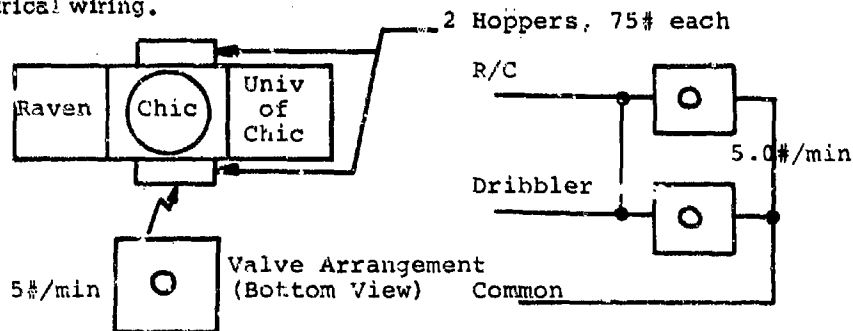 trical wiring.
2 Hoppers, 75# each
R/C
Raven
Chic
Univ
of
Chic
5.0#/min
Dribbler
5#/min
Valve Arrangement
(Bottom View)
Common